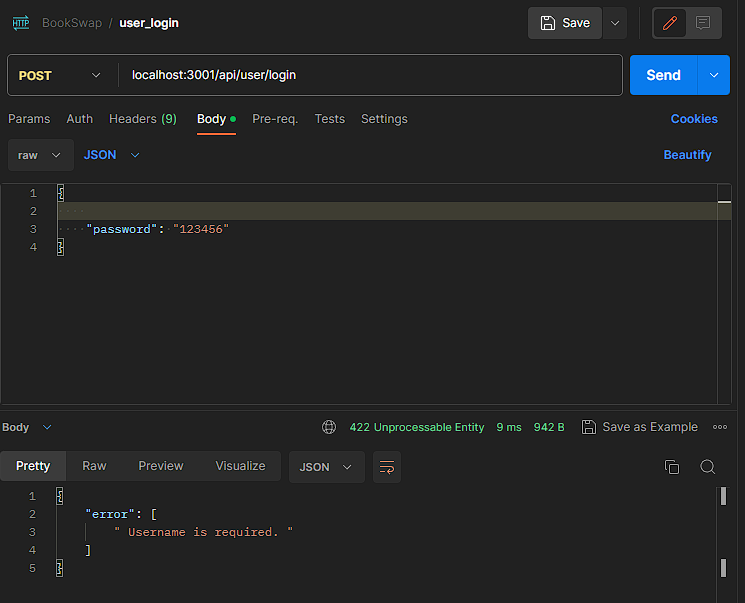 HTTP BookSwap / user_login Save
POST localhost:3001/api/user/login Send
Params Auth Headers (9) Body Pre-req. Tests Settings Cookies
raw JSON Beautify
1 {
2
3 "password": "123456"
4 }
Body 422 Unprocessable Entity 9 ms 942 B Save as Example
Pretty Raw Preview Visualize JSON
1 {
2 "error": [
3 " Username is required. "
4 ]
5 }